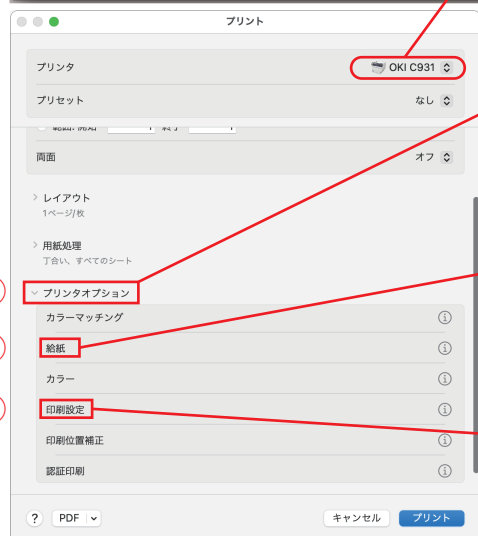 プリント
プリンタ OKI C931
プリセット なし
両面 オフ
レイアウト
1ページ/枚
用紙処理
丁合い、すべてのシート
プリンタオプション
カラーマッチング
給紙
カラー
印刷設定
印刷位置補正
認証印刷
? PDF キャンセル プリント